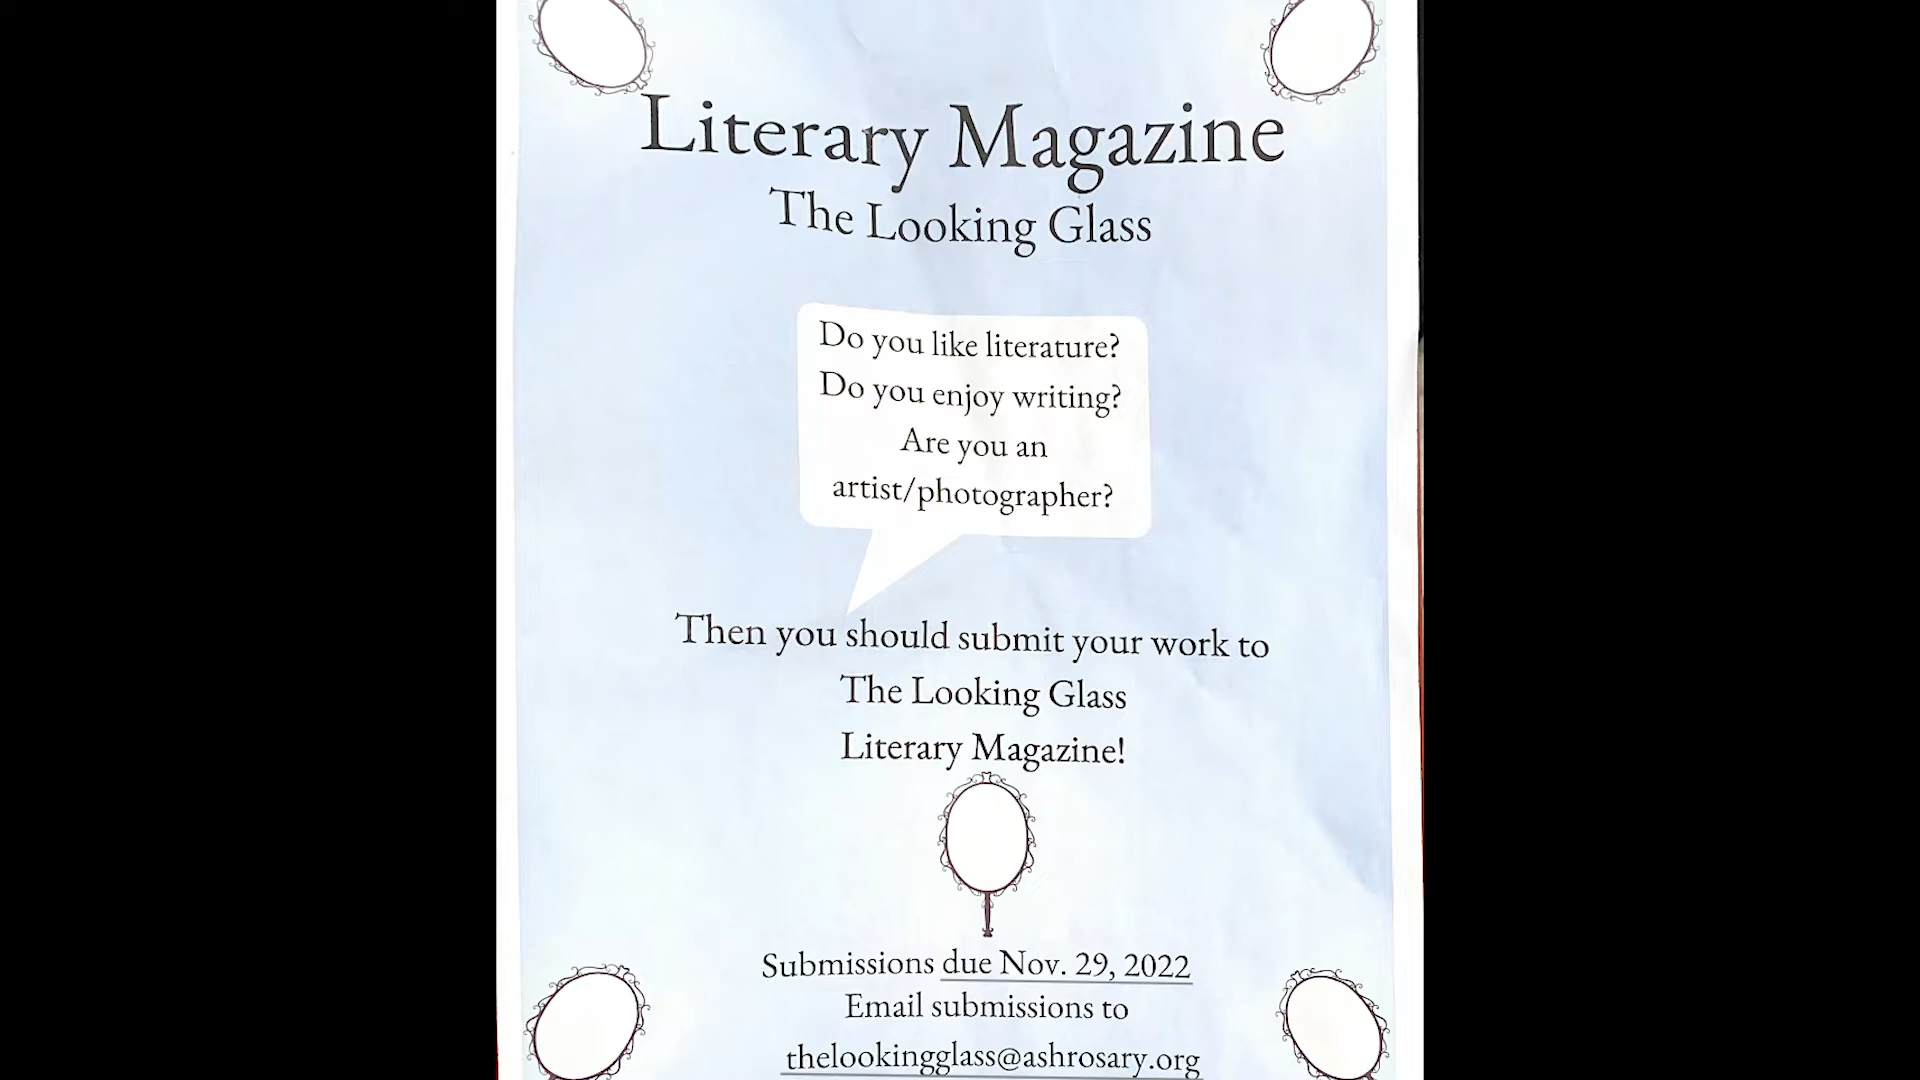 Literary Magazine
The Looking Glass
Do you like literature?
Do you enjoy writing?
Are you an
artist/photographer?
Then you should submit your work to
The Looking Glass
Literary Magazine!
Submissions due Nov. 29, 2022
Email submissions to
thelookingglass@ashrosary.org